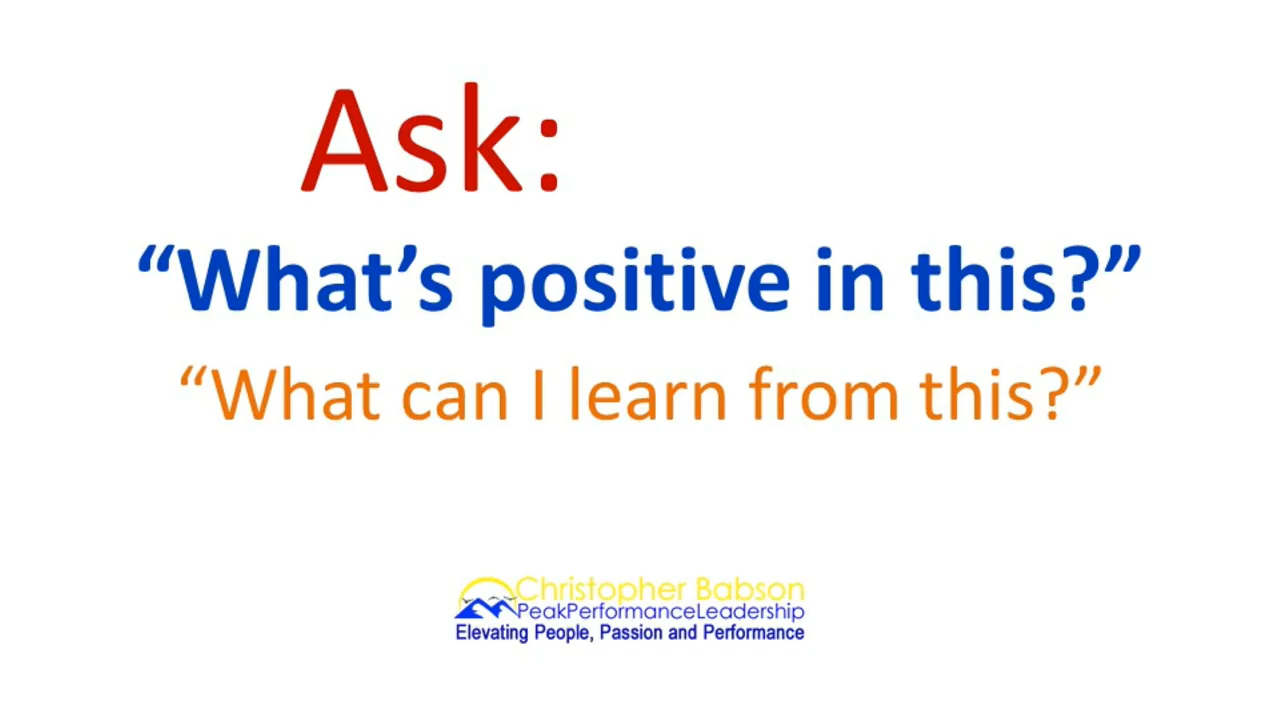 Ask:
“What’s positive in this?”
“What can I learn from this?”
Christopher Babson
PeakPerformanceLeadership
Elevating People, Passion and Performance